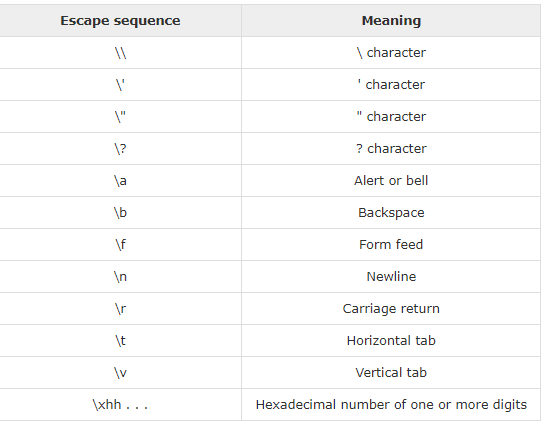 Escape sequence Meaning
\\ \ character
\' ' character
\" " character
\? ? character
\a Alert or bell
\b Backspace
\f Form feed
\n Newline
\r Carriage return
\t Horizontal tab
\v Vertical tab
\xhh . . . Hexadecimal number of one or more digits